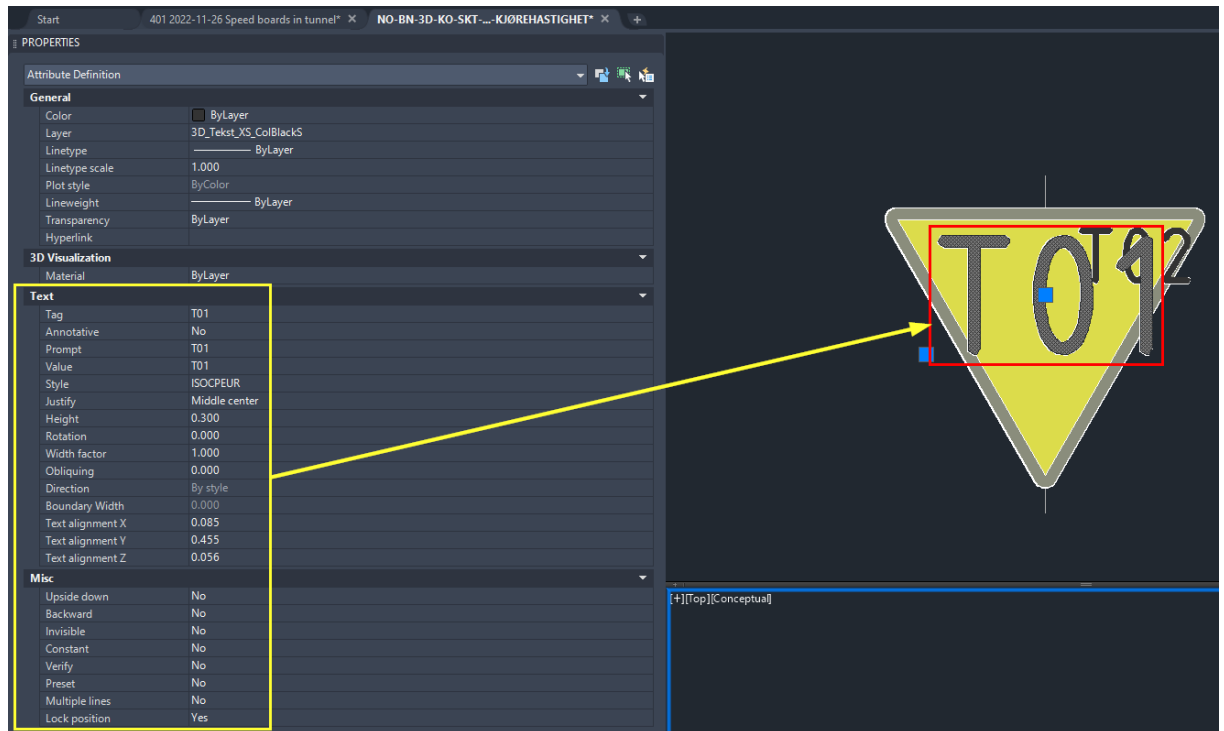 Start 401 2022-11-26 Speed boards in tunnel* NO-BN-3D-KO-SKT-...-KJØREHASTIGHET*
PROPERTIES
Attribute Definition
General
Color ByLayer
Layer 3D_Tekst_XS_ColBlackS
Linetype ByLayer
Linetype scale 1.000
Plot style ByColor
Lineweight ByLayer
Transparency ByLayer
Hyperlink
3D Visualization
Material ByLayer
Text
Tag T01
Annotative No
Prompt T01
Value T01
Style ISOCPEUR
Justify Middle center
Height 0.300
Rotation 0.000
Width factor 1.000
Obliquing 0.000
Direction By style
Boundary Width 0.000
Text alignment X 0.085
Text alignment Y 0.455
Text alignment Z 0.056
Misc
Upside down No
Backward No
Invisible No
Constant No
Verify No
Preset No
Multiple lines No
Lock position Yes
T01
T02
[+][Top][Conceptual]